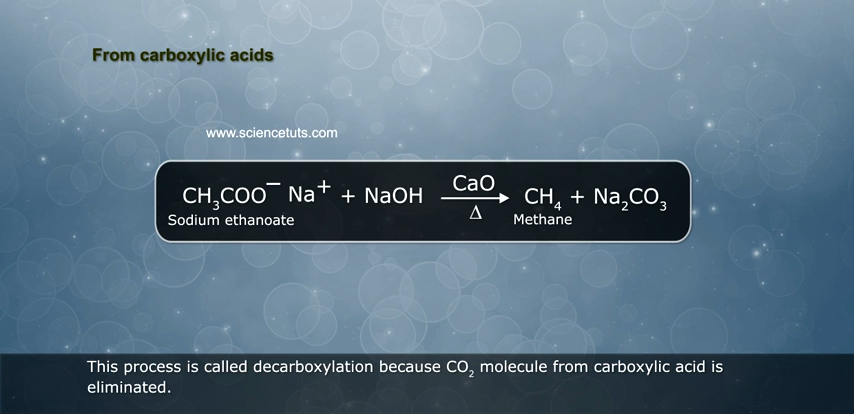 From carboxylic acids
www.sciencetuts.com
CH₃COO⁻ Na⁺ + NaOH CaO → Δ CH₄ + Na₂CO₃
Sodium ethanoate Methane
This process is called decarboxylation because CO₂ molecule from carboxylic acid is
eliminated.